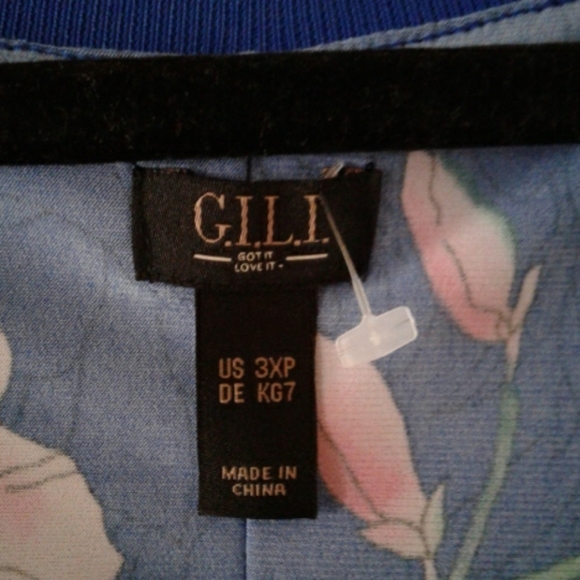 G.I.L.I.
GOT IT
LOVE IT -
US 3XP
DE KG7
MADE IN
CHINA